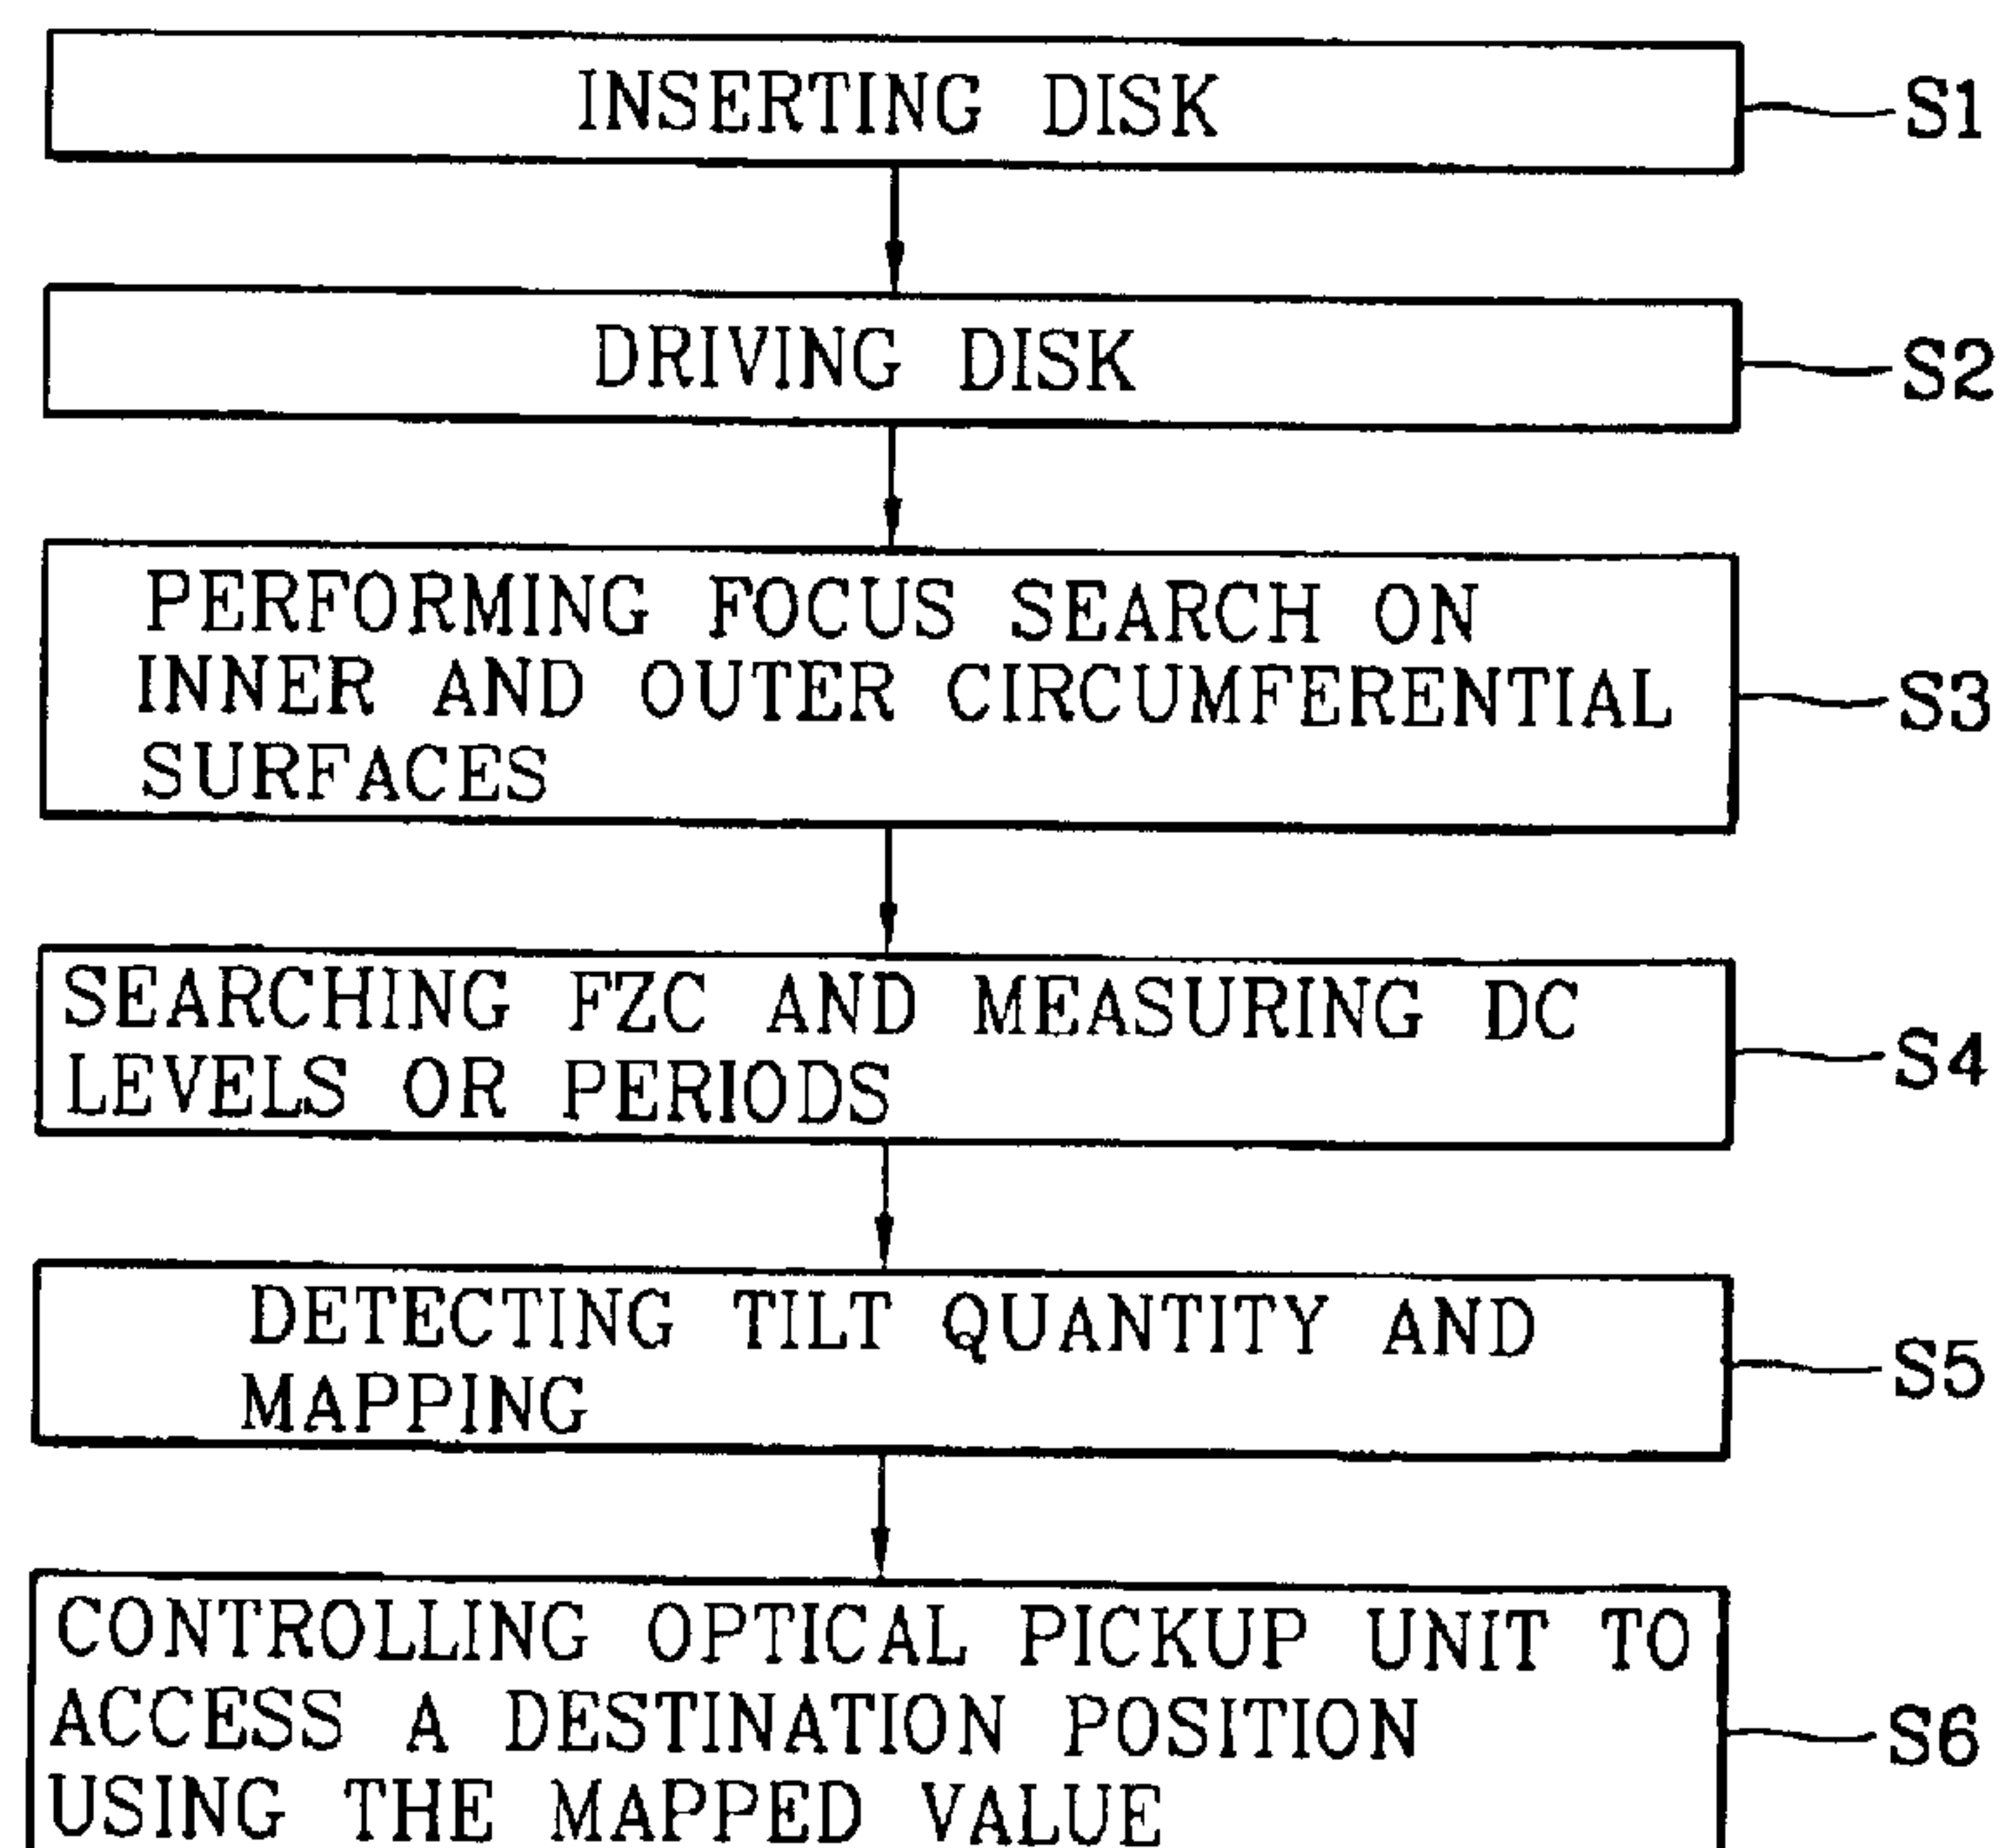 INSERTING DISK
S1
DRIVING DISK
S2
PERFORMING FOCUS SEARCH ON
INNER AND OUTER CIRCUMFERENTIAL
SURFACES
S3
SEARCHING FZC AND MEASURING DC
LEVELS OR PERIODS
S4
DETECTING TILT QUANTITY AND
MAPPING
S5
CONTROLLING OPTICAL PICKUP UNIT TO
ACCESS A DESTINATION POSITION
USING THE MAPPED VALUE
S6